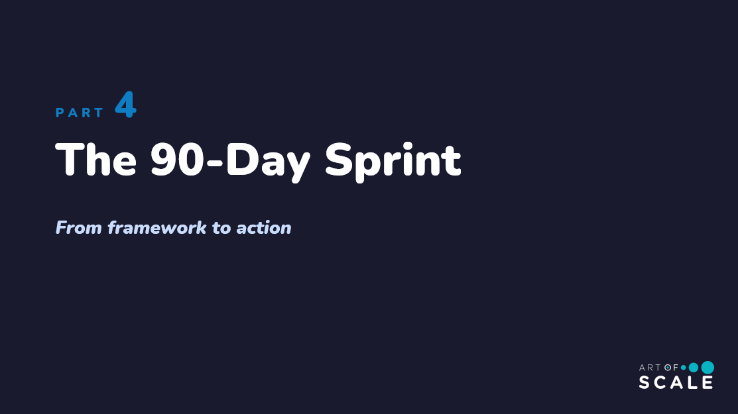 PART 4
The 90-Day Sprint
From framework to action
ART OF
SCALE